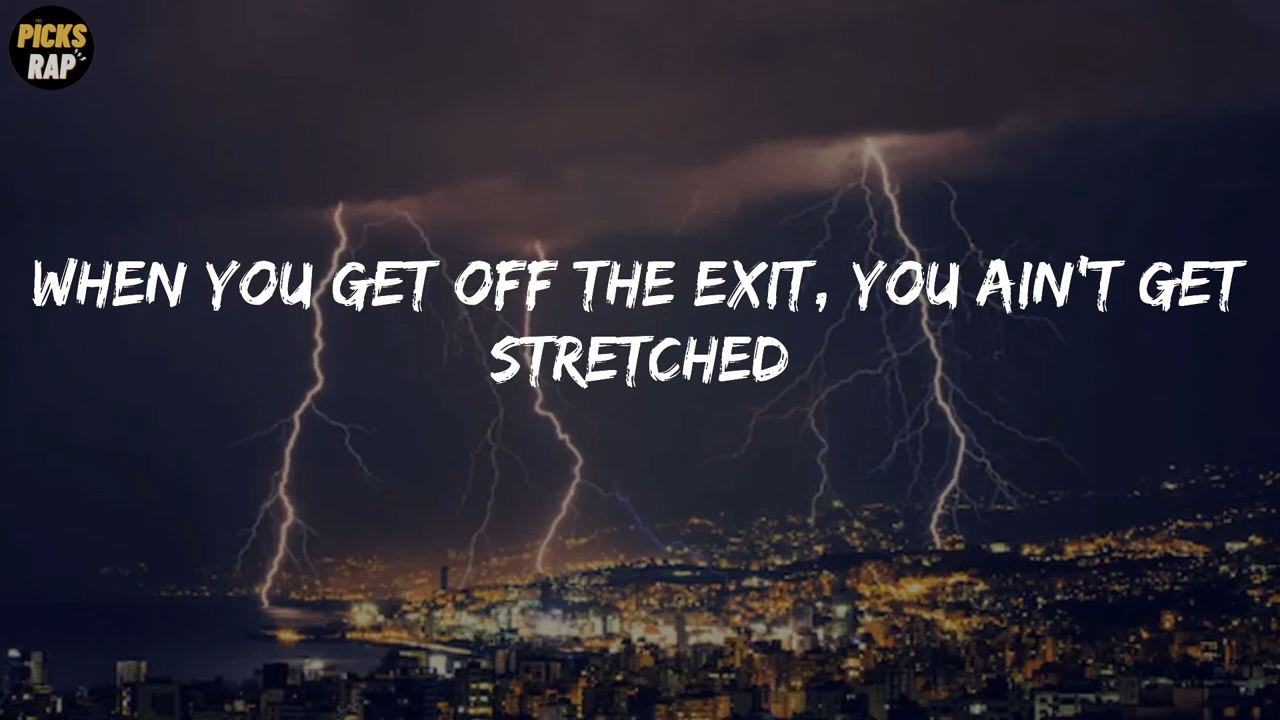 PICKS
RAP
WHEN YOU GET OFF THE EXIT, YOU AIN'T GET
STRETCHED